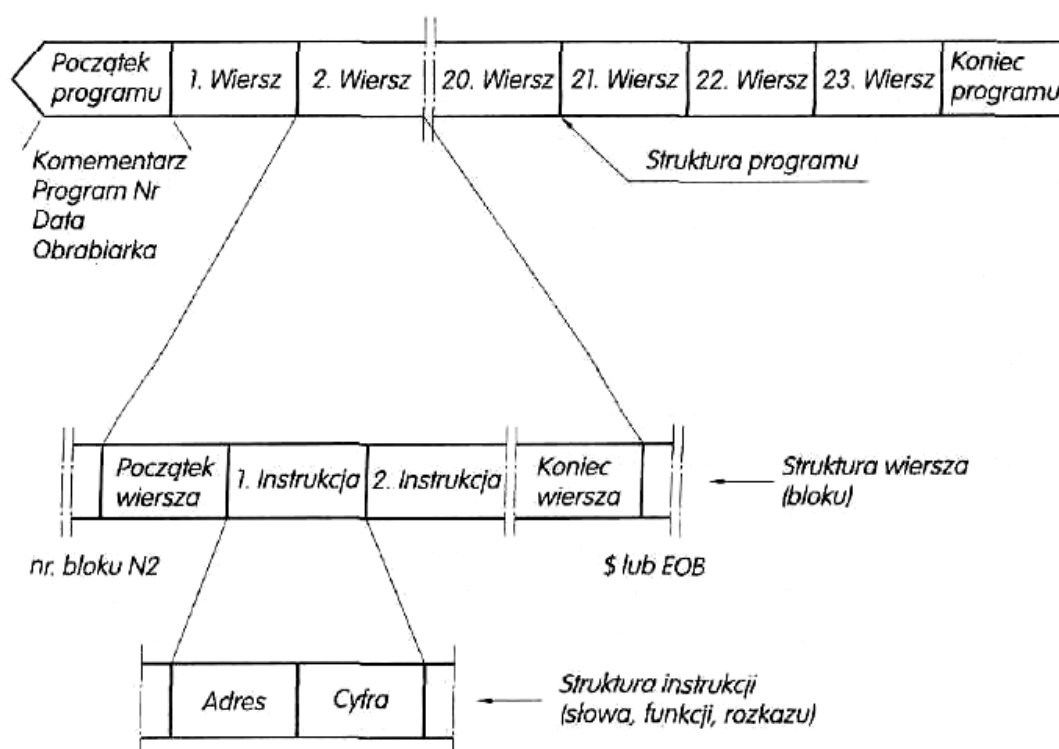 Początek
programu
1. Wiersz
2. Wiersz
20. Wiersz
21. Wiersz
22. Wiersz
23. Wiersz
Koniec
programu
Komementarz
Program Nr
Data
Obrabiarka
Struktura programu
Początek
wiersza
1. Instrukcja
2. Instrukcja
Koniec
wiersza
Struktura wiersza
(bloku)
nr. bloku N2
$ lub EOB
Adres
Cyfra
Struktura instrukcji
(słowa, funkcji, rozkazu)